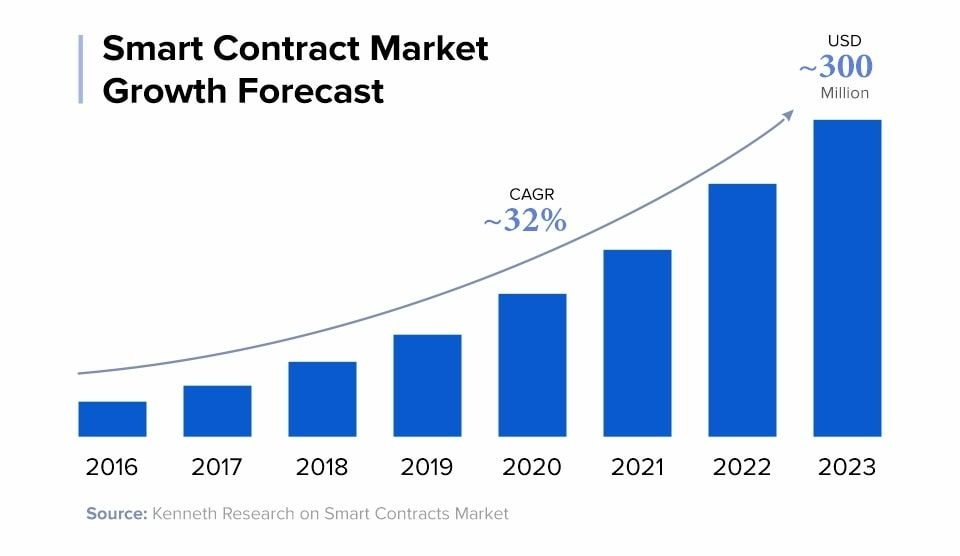 Smart Contract Market
Growth Forecast
USD
~300
Million
CAGR
~32%
2016 2017 2018 2019 2020 2021 2022 2023
Source: Kenneth Research on Smart Contracts Market